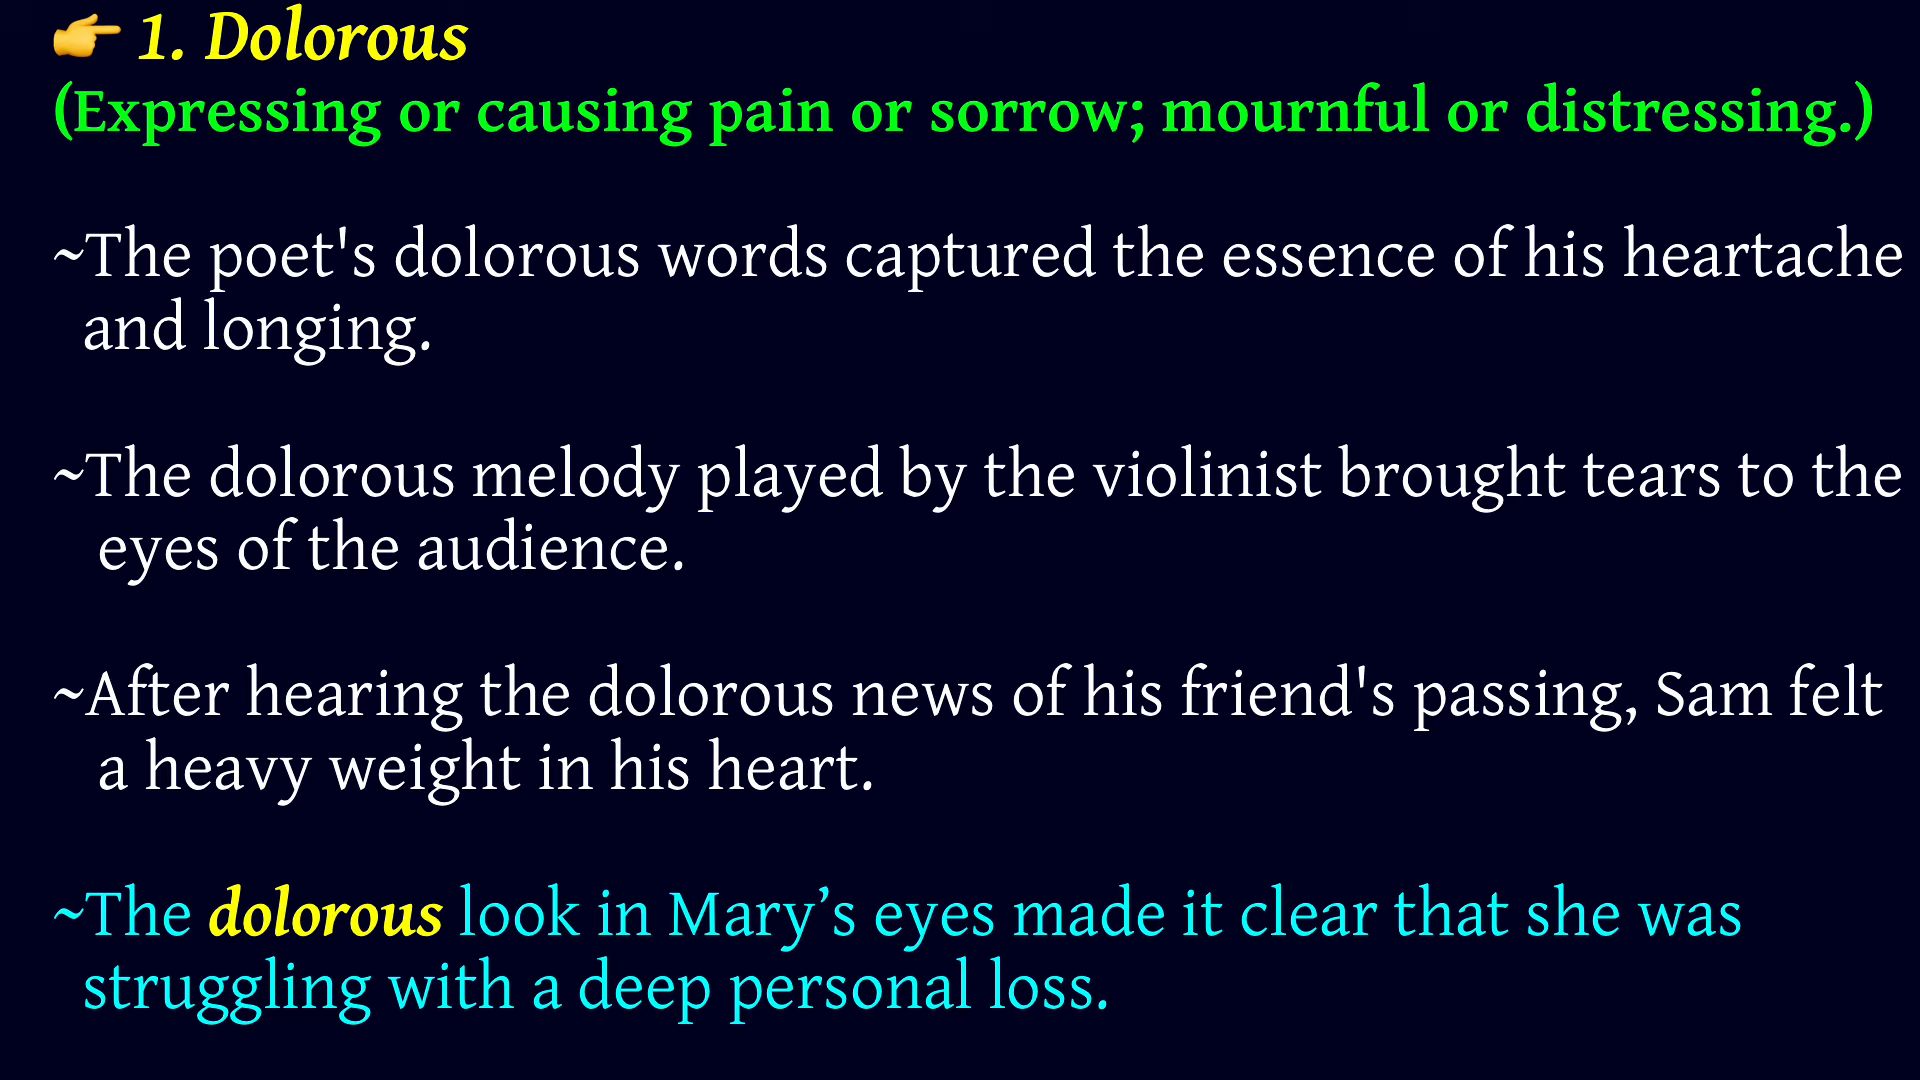 👉 1. Dolorous
(Expressing or causing pain or sorrow; mournful or distressing.)
~The poet's dolorous words captured the essence of his heartache
and longing.
~The dolorous melody played by the violinist brought tears to the
eyes of the audience.
~After hearing the dolorous news of his friend's passing, Sam felt
a heavy weight in his heart.
~The dolorous look in Mary’s eyes made it clear that she was
struggling with a deep personal loss.